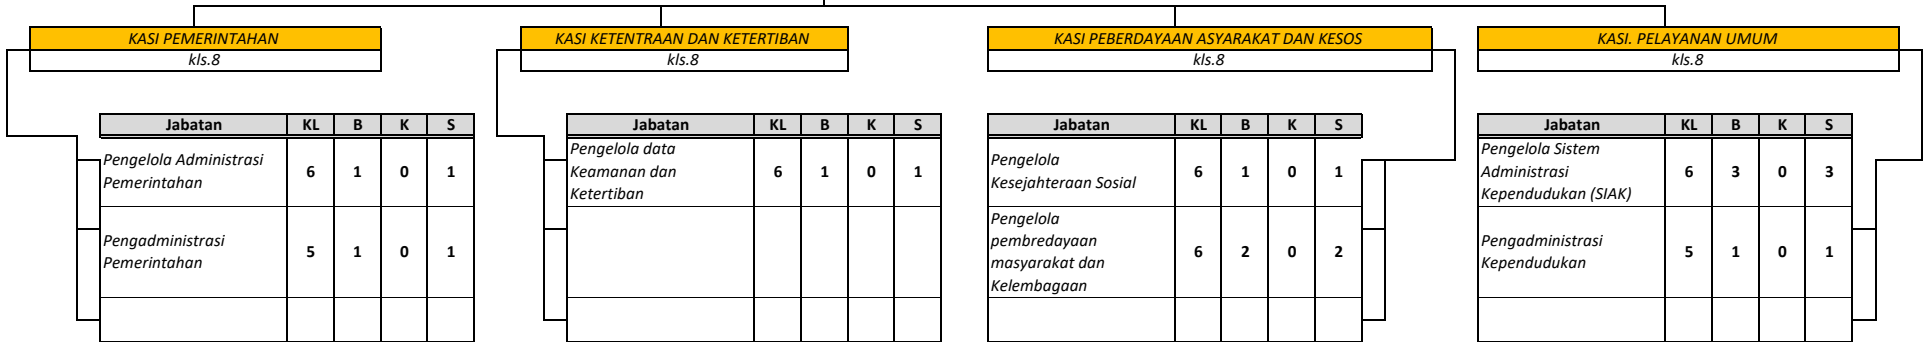 KASI PEMERINTAHAN
kls.8
Jabatan KL B K S
Pengelola Administrasi
Pemerintahan
6 1 0 1
Pengadministrasi
Pemerintahan
5 1 0 1
KASI KETENTRAAN DAN KETERTIBAN
kls.8
Jabatan KL B K S
Pengelola data
Keamanan dan
Ketertiban
6 1 0 1
KASI PEBERDAYAAN ASYARAKAT DAN KESOS
kls.8
Jabatan KL B K S
Pengelola
Kesejahteraan Sosial
6 1 0 1
Pengelola
pembredayaan
masyarakat dan
Kelembagaan
6 2 0 2
KASI. PELAYANAN UMUM
kls.8
Jabatan KL B K S
Pengelola Sistem
Administrasi
Kependudukan (SIAK)
6 3 0 3
Pengadministrasi
Kependudukan
5 1 0 1